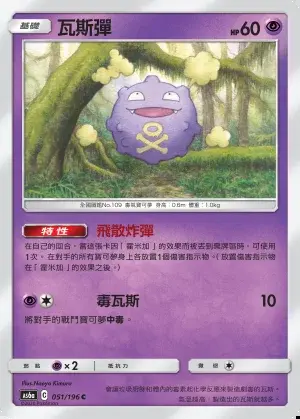 基礎 瓦斯彈 HP60
全國圖鑑No.109 毒氣寶可夢 身高:0.6m 體重:1.0kg
特性 飛散炸彈
在自己的回合,當這張卡因「霍米加」的效果而被丟到棄牌區時,可使用
1次。在對手的所有寶可夢身上各放置1個傷害指示物。(放置傷害指示物
在「霍米加」的效果之後。)
毒瓦斯 10
將對手的戰鬥寶可夢中毒。
弱點 ×2 抵抗力 撤退
Illus.Naoyo Kimura
AS6a C 051/196 C